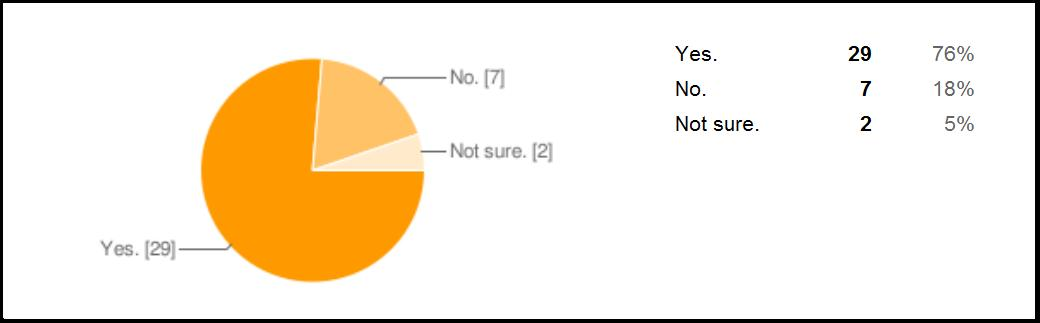 No. [7]
Not sure. [2]
Yes. [29]
Yes. 29 76%
No. 7 18%
Not sure. 2 5%